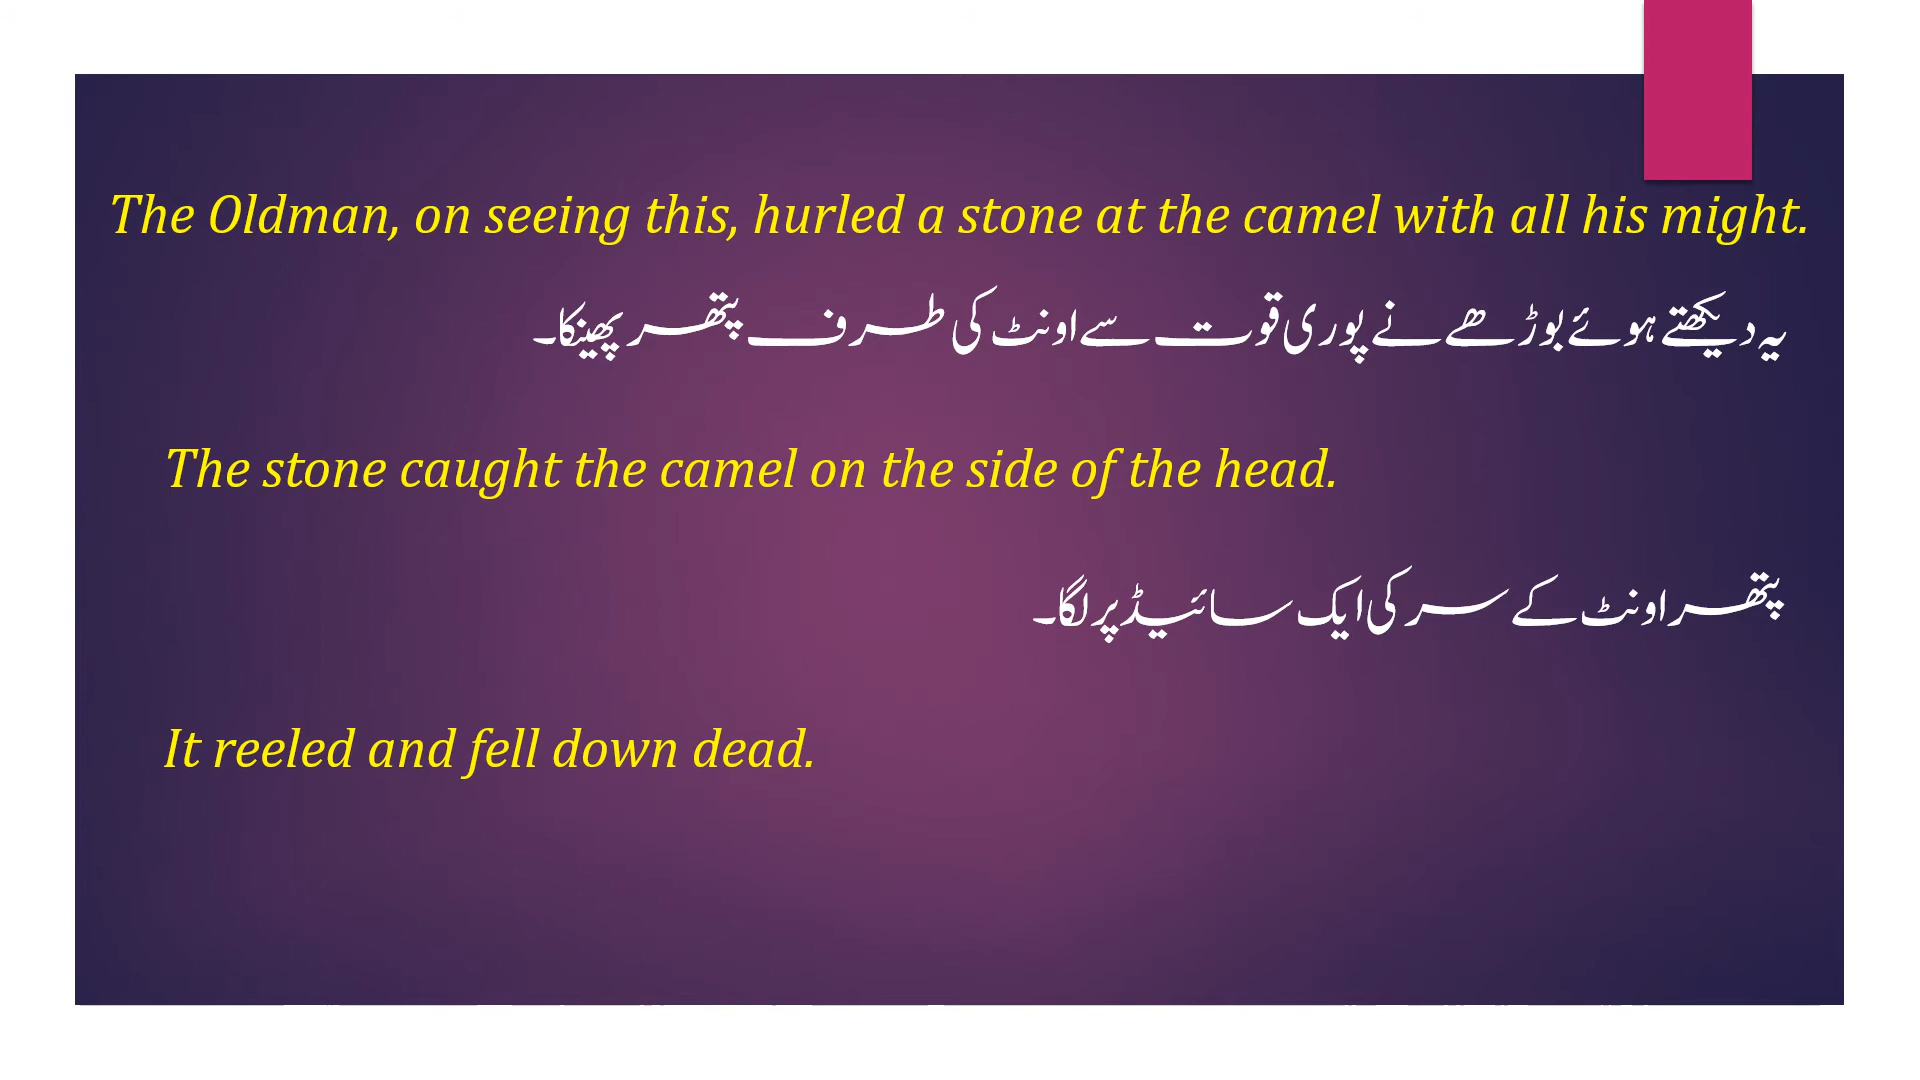 The Oldman, on seeing this, hurled a stone at the camel with all his might.
یہ دیکھتے ہوئے بوڑھے نے پوری قوت سے اونٹ کی طرف پتھر پھینکا۔
The stone caught the camel on the side of the head.
پتھر اونٹ کے سر کی ایک سائیڈ پر لگا۔
It reeled and fell down dead.